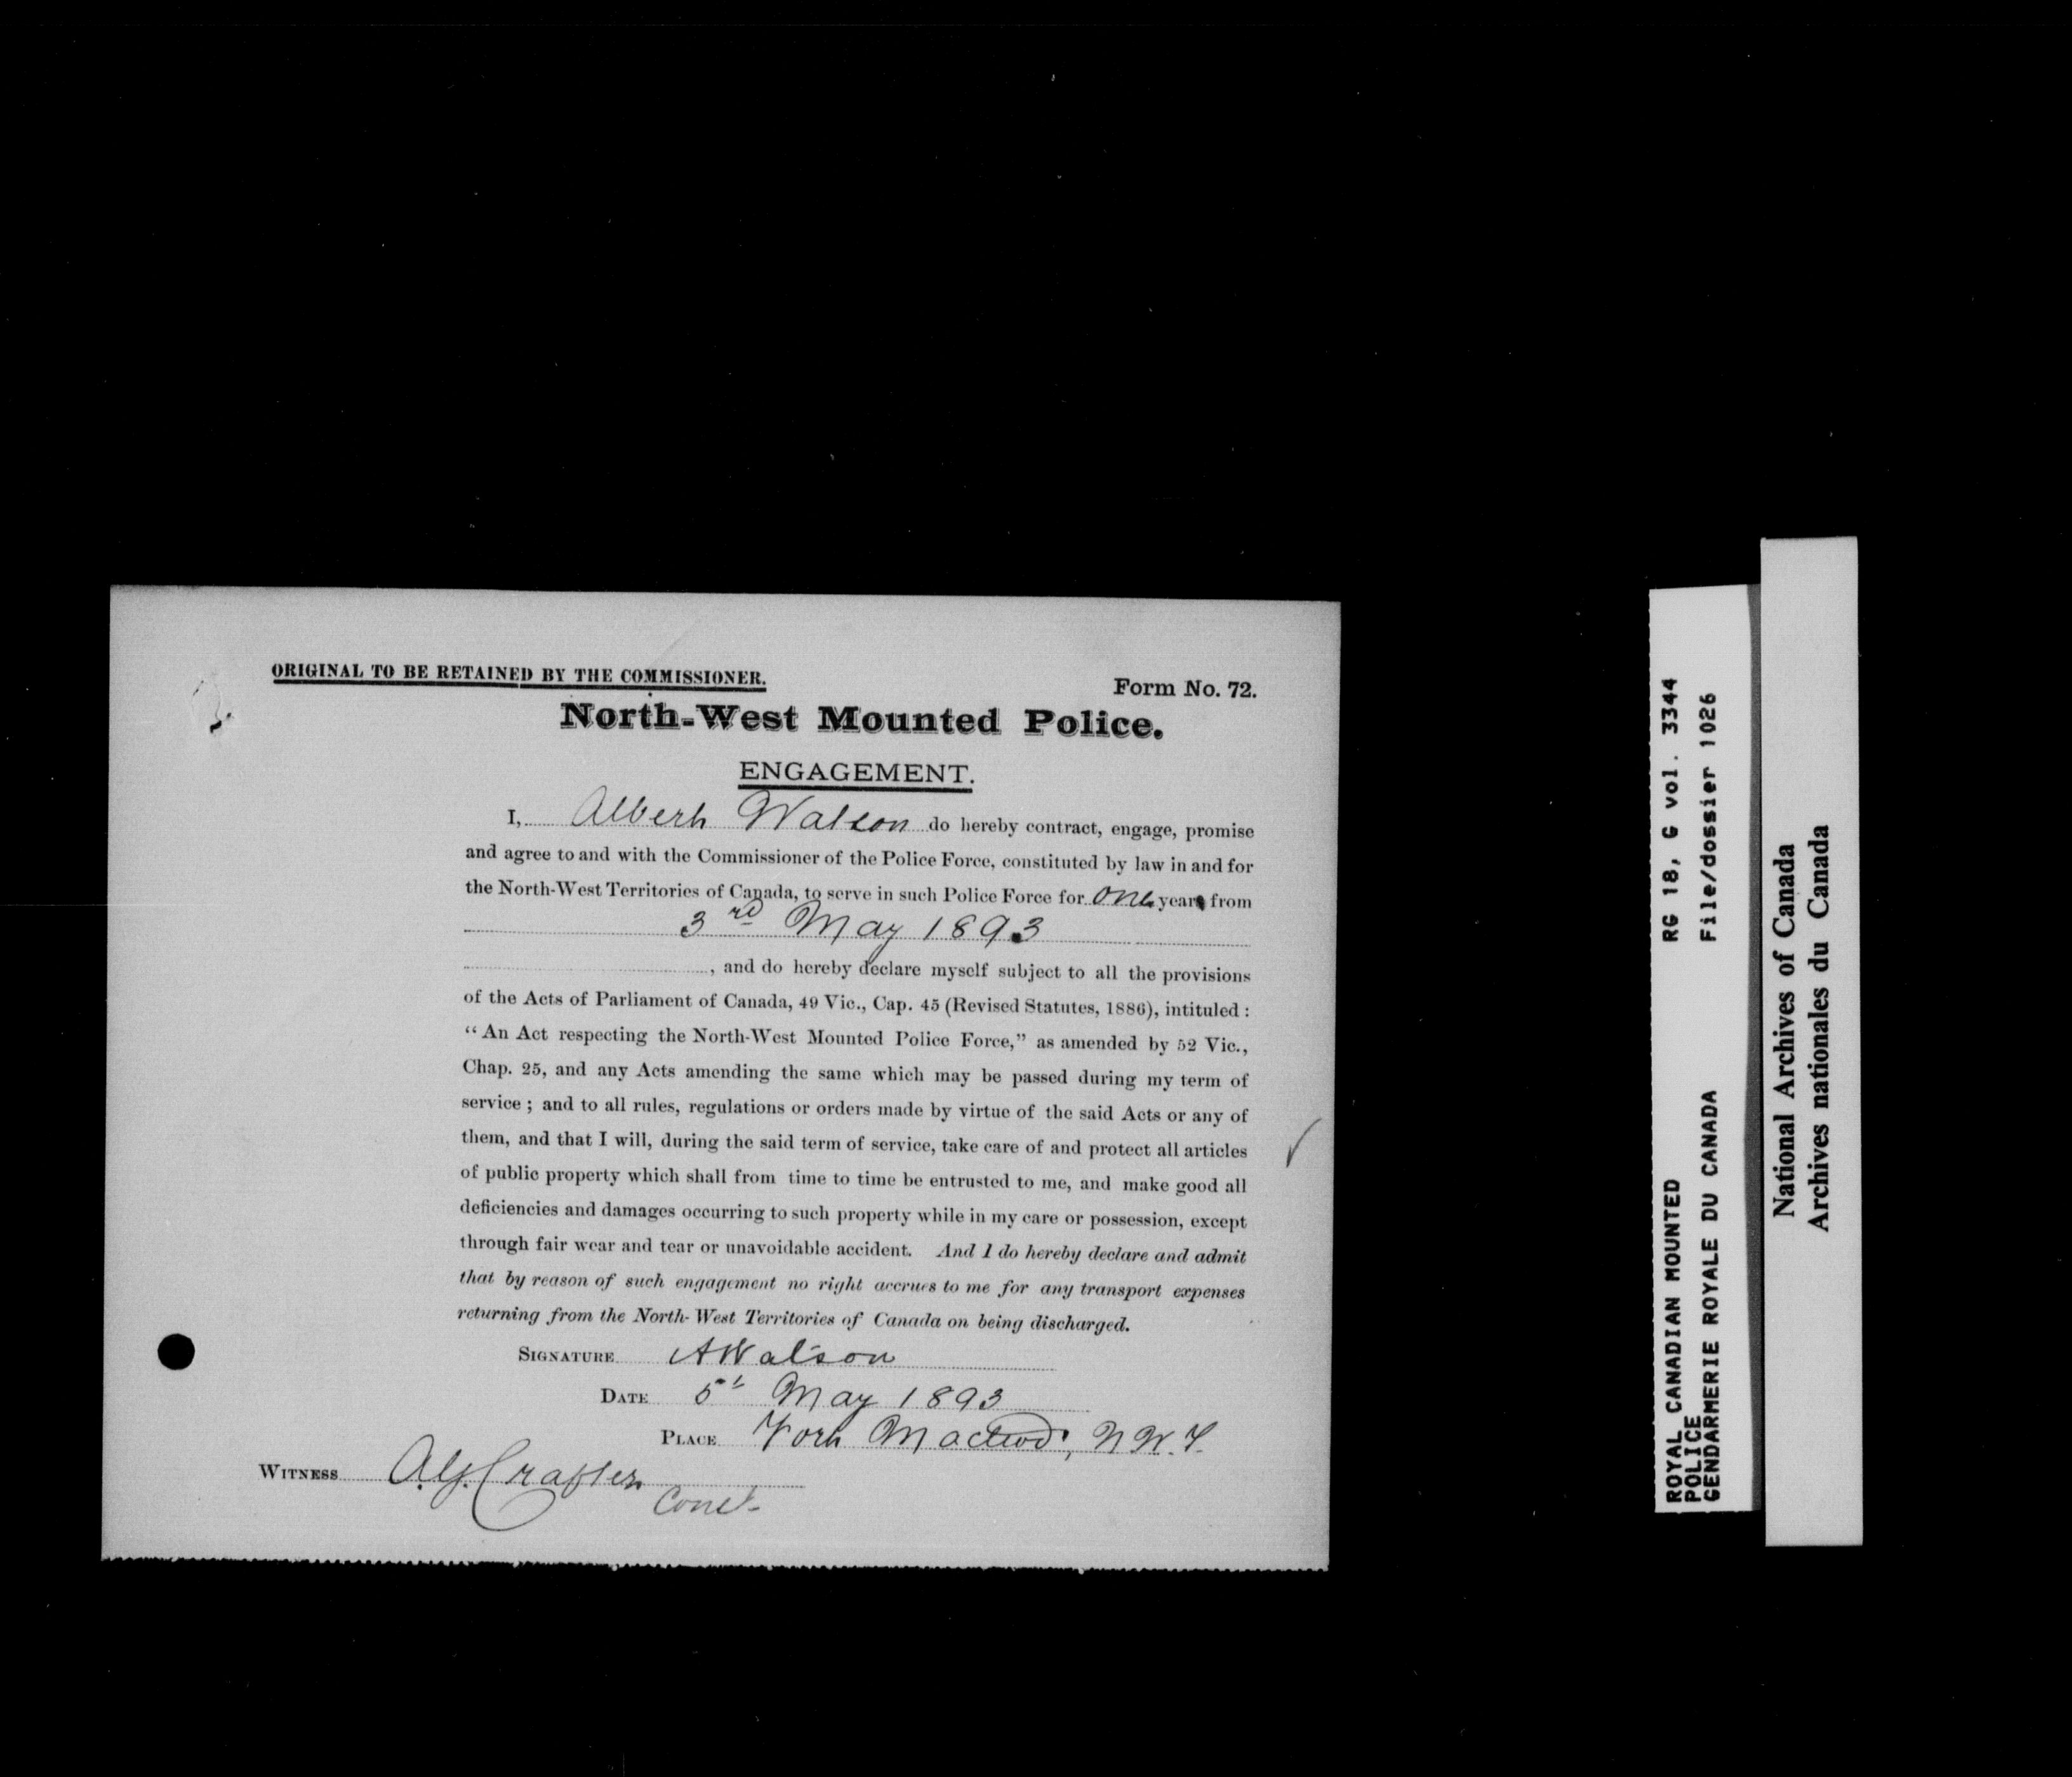 ORIGINAL TO BE RETAINED BY THE COMMISSIONER.
Form No. 72.
North-West Mounted Police.
ENGAGEMENT.
I, Albert Watson do hereby contract, engage, promise
and agree to and with the Commissioner of the Police Force, constituted by law in and for
the North-West Territories of Canada, to serve in such Police Force for one year from
3rd May 1893
, and do hereby declare myself subject to all the provisions
of the Acts of Parliament of Canada, 49 Vic., Cap. 45 (Revised Statutes, 1886), intituled :
“ An Act respecting the North-West Mounted Police Force,” as amended by 52 Vic.,
Chap. 25, and any Acts amending the same which may be passed during my term of
service ; and to all rules, regulations or orders made by virtue of the said Acts or any of
them, and that I will, during the said term of service, take care of and protect all articles
of public property which shall from time to time be entrusted to me, and make good all
deficiencies and damages occurring to such property while in my care or possession, except
through fair wear and tear or unavoidable accident. And I do hereby declare and admit
that by reason of such engagement no right accrues to me for any transport expenses
returning from the North-West Territories of Canada on being discharged.
SIGNATURE AWatson
DATE 5t May 1893
PLACE Fort Macleod, N.W.T.
WITNESS
Const
ROYAL CANADIAN MOUNTED RG 18, G vol. 3344
POLICE
GENDARMERIE ROYALE DU CANADA File/dossier 1026
National Archives of Canada
Archives nationales du Canada